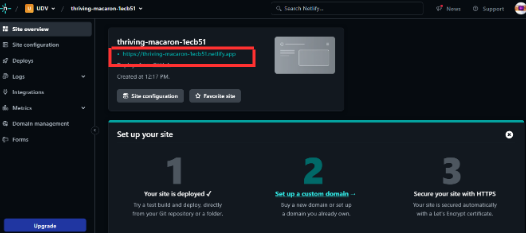 UDV
thriving-macaron-1ecb51
Search Netlify...
News
Support
Site overview
Site configuration
Deploys
Logs
Integrations
Metrics
Domain management
Forms
Upgrade
thriving-macaron-1ecb51
https://thriving-macaron-1ecb51.netlify.app
Created at 12:17 PM.
Site configuration
Favorite site
Set up your site
1
Your site is deployed ✓
Try a test build and deploy, directly
from your Git repository or a folder.
2
Set up a custom domain →
Buy a new domain or set up
a domain you already own.
3
Secure your site with HTTPS
Your site is secured automatically
with a Let's Encrypt certificate.